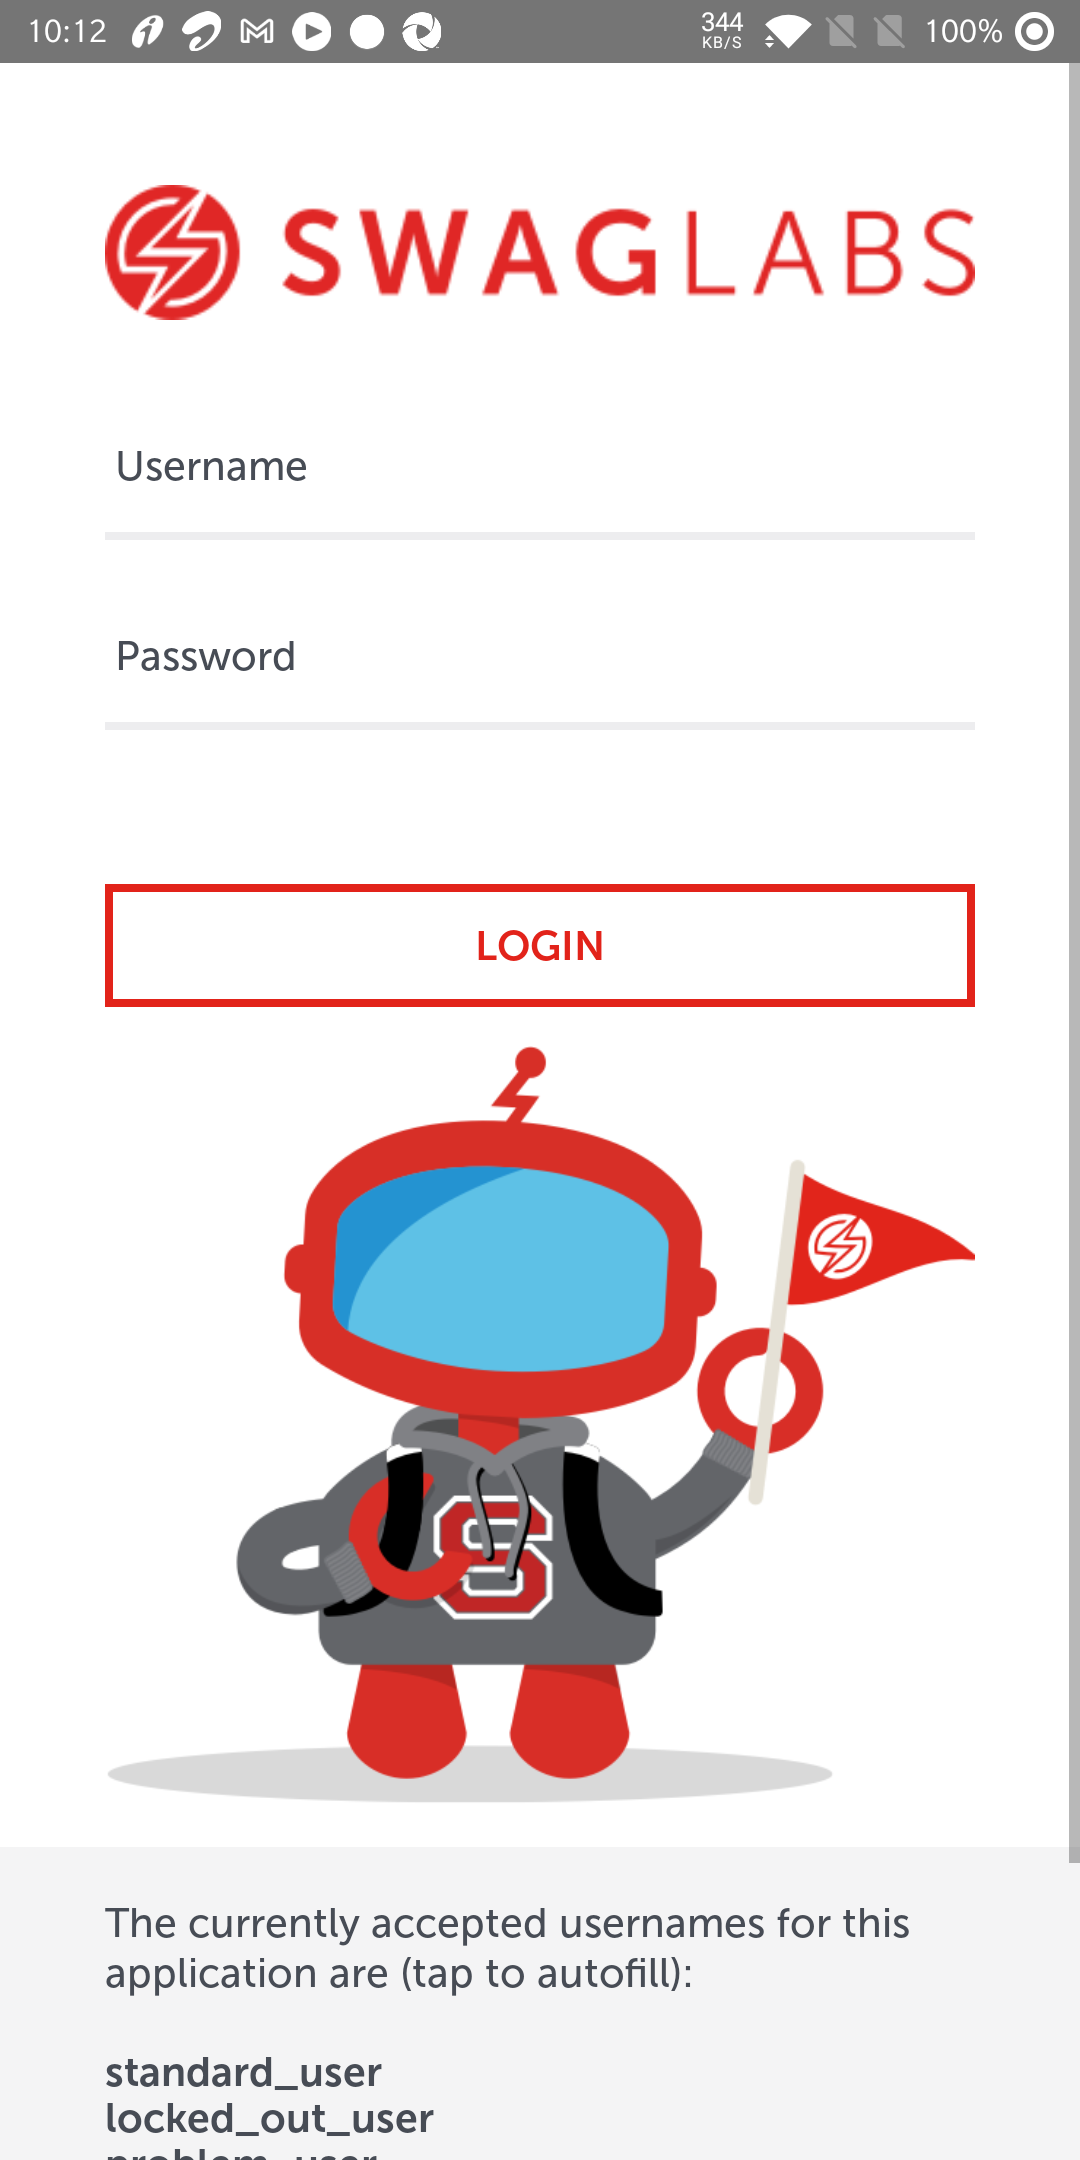 10:12 344 KB/S 100%
SWAGLABS
Username
Password
LOGIN
S
The currently accepted usernames for this
application are (tap to autofill):
standard_user
locked_out_user
problem_user